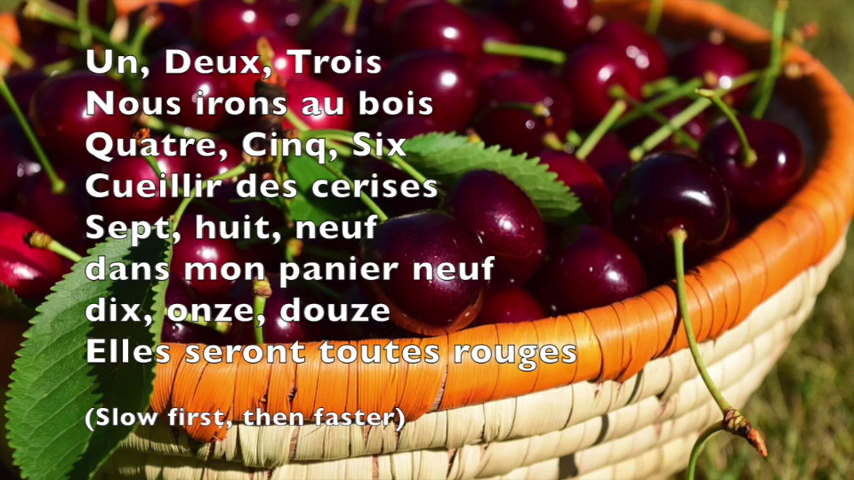 Un, Deux, Trois
Nous irons au bois
Quatre, Cinq, Six
Cueillir des cerises
Sept, huit, neuf
dans mon panier neuf
dix, onze, douze
Elles seront toutes rouges
(Slow first, then faster)